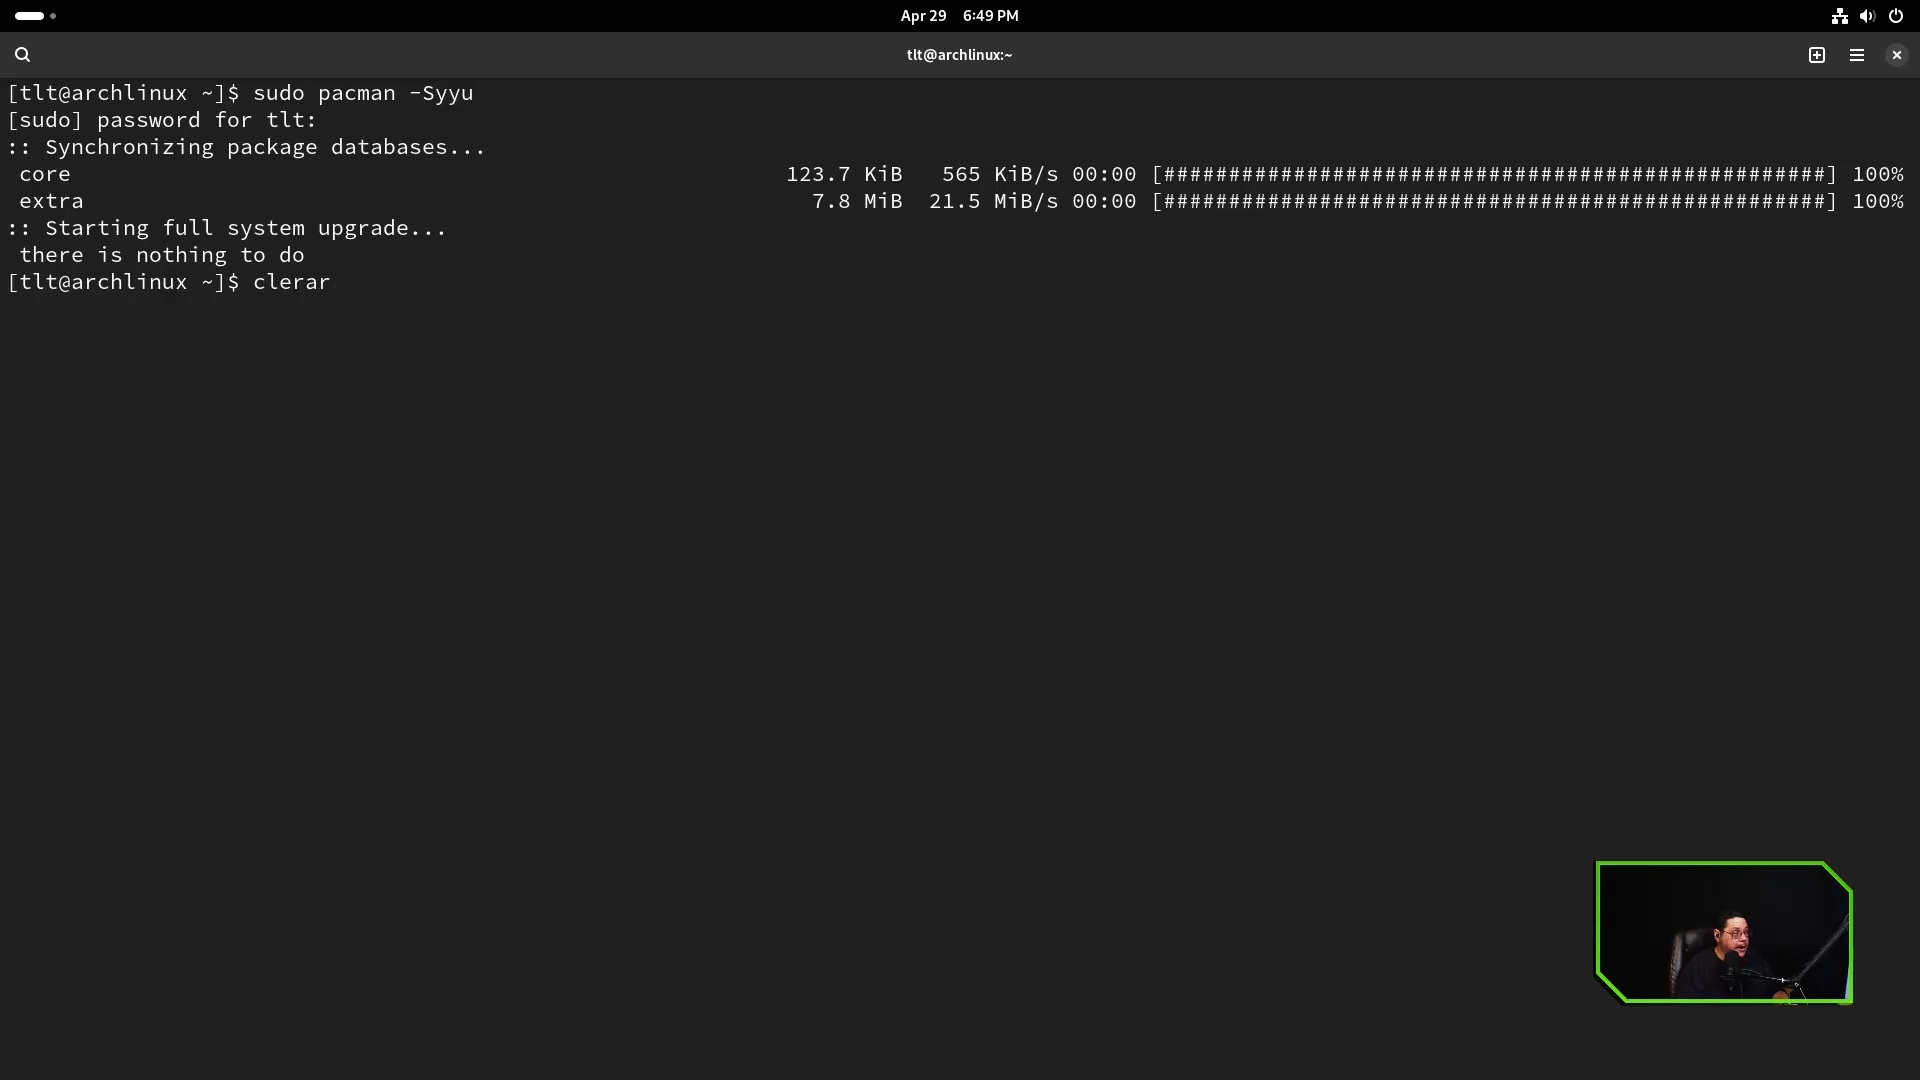 Apr 29 6:49 PM
tlt@archlinux:~
[tlt@archlinux ~]$ sudo pacman -Syyu
[sudo] password for tlt:
:: Synchronizing package databases...
core 123.7 KiB 565 KiB/s 00:00 [###################################################] 100%
extra 7.8 MiB 21.5 MiB/s 00:00 [###################################################] 100%
:: Starting full system upgrade...
there is nothing to do
[tlt@archlinux ~]$ clerar